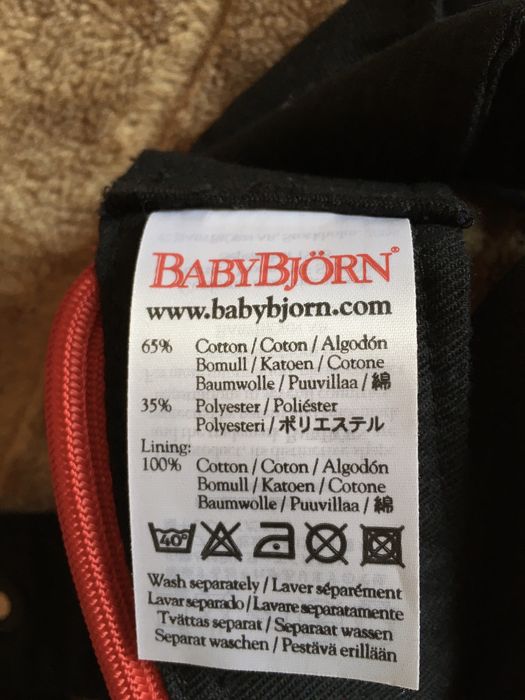 BABYBJÖRN®
www.babybjorn.com
65% Cotton / Coton / Algodón
Bomull / Katoen / Cotone
Baumwolle / Puuvillaa / 綿
35% Polyester / Poliéster
Polyesteri / ポリエステル
Lining:
100% Cotton / Coton / Algodón
Bomull / Katoen / Cotone
Baumwolle / Puuvillaa / 綿
40°
Wash separately / Laver séparément
Lavar separado / Lavare separatamente
Tvättas separat / Separaat wassen
Separat waschen / Pestävä erillään